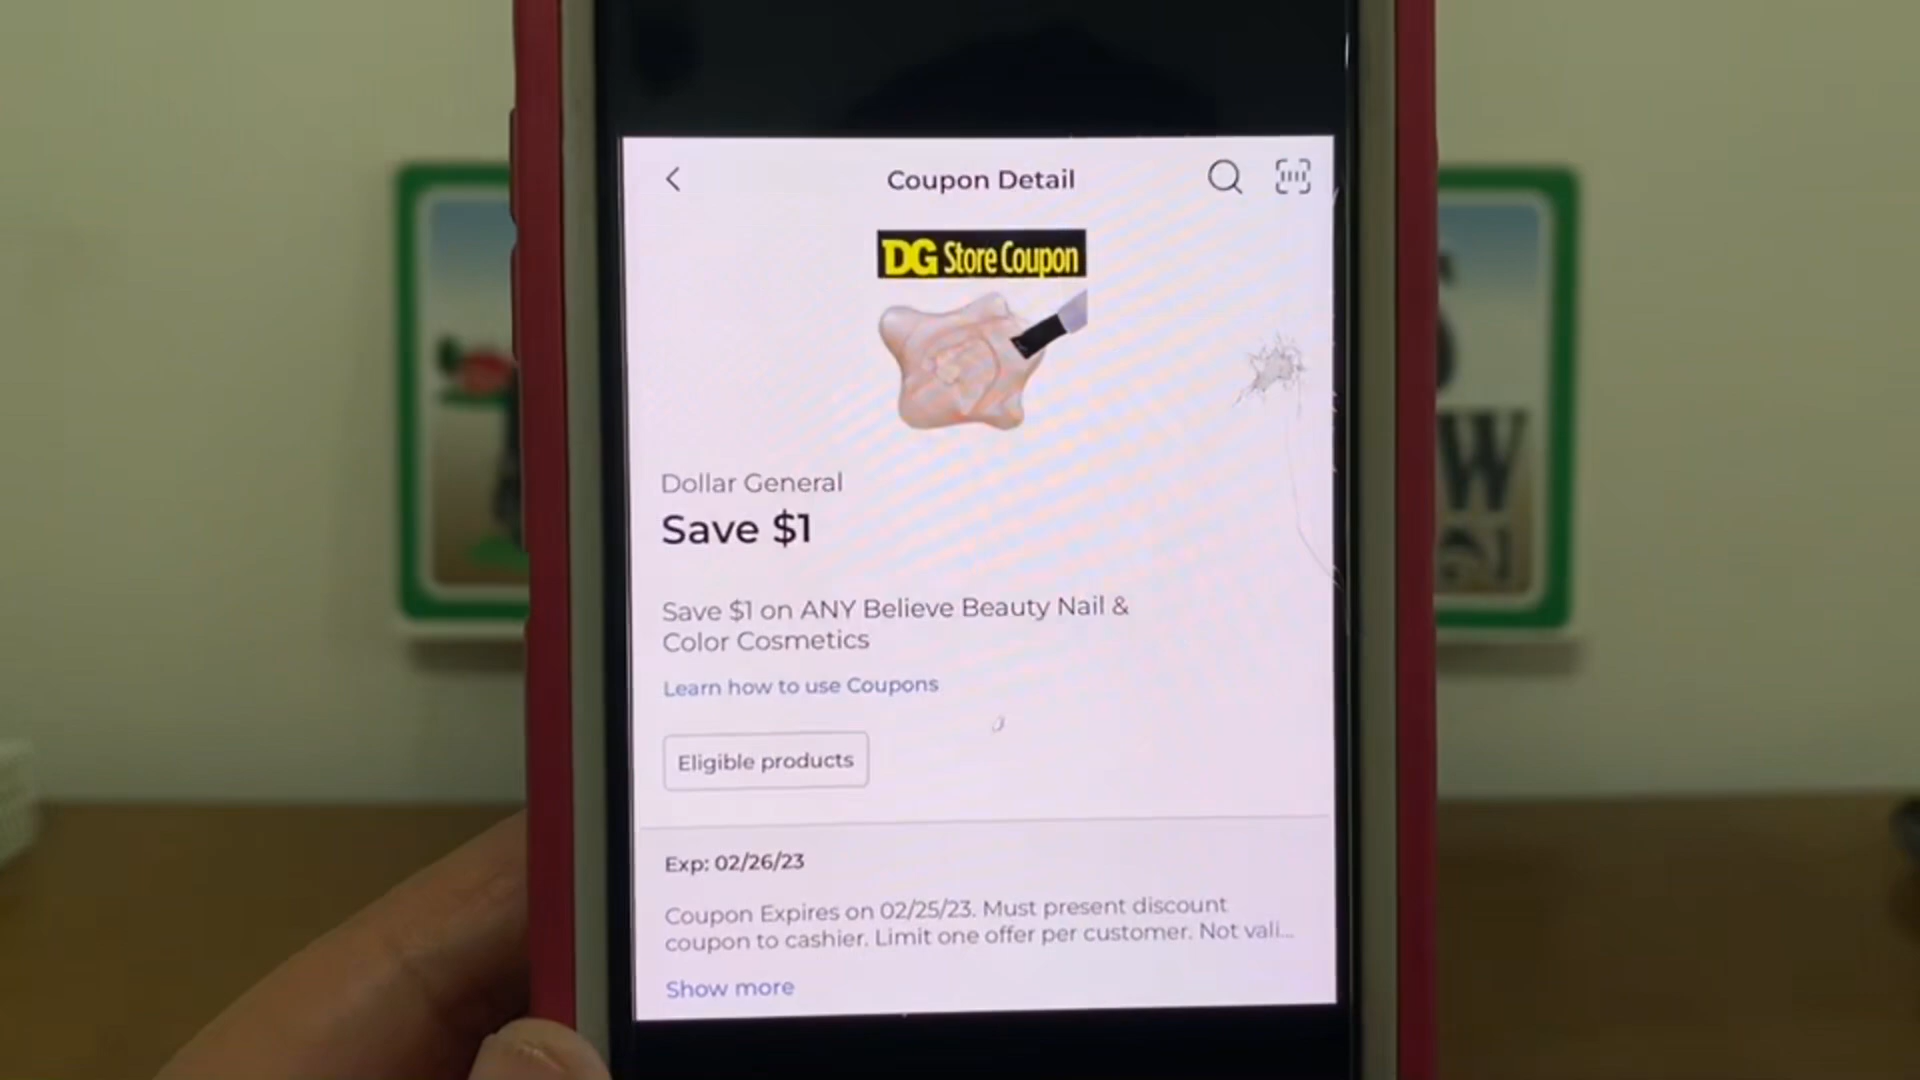 Coupon Detail
DG Store Coupon
Dollar General
Save $1
Save $1 on ANY Believe Beauty Nail &
Color Cosmetics
Learn how to use Coupons
Eligible products
Exp: 02/26/23
Coupon Expires on 02/25/23. Must present discount
coupon to cashier. Limit one offer per customer. Not vali...
Show more
W